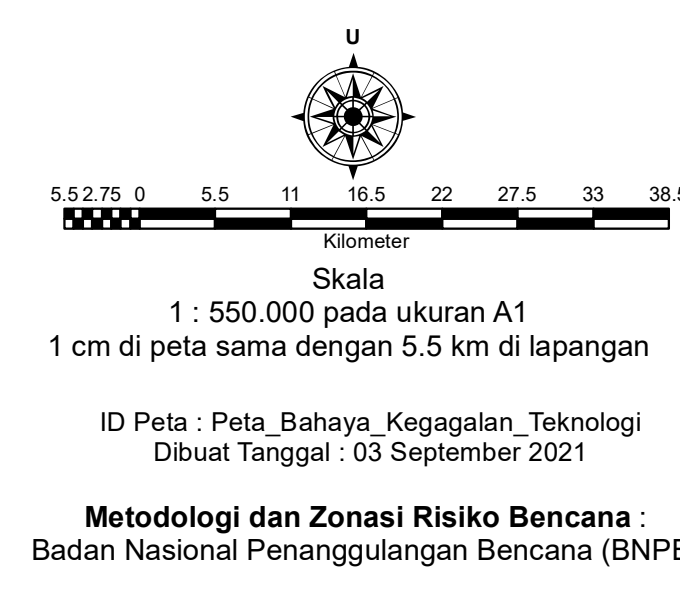 U
5.5 2.75 0 5.5 11 16.5 22 27.5 33 38.5
Kilometer
Skala
1 : 550.000 pada ukuran A1
1 cm di peta sama dengan 5.5 km di lapangan
ID Peta : Peta_Bahaya_Kegagalan_Teknologi
Dibuat Tanggal : 03 September 2021
Metodologi dan Zonasi Risiko Bencana :
Badan Nasional Penanggulangan Bencana